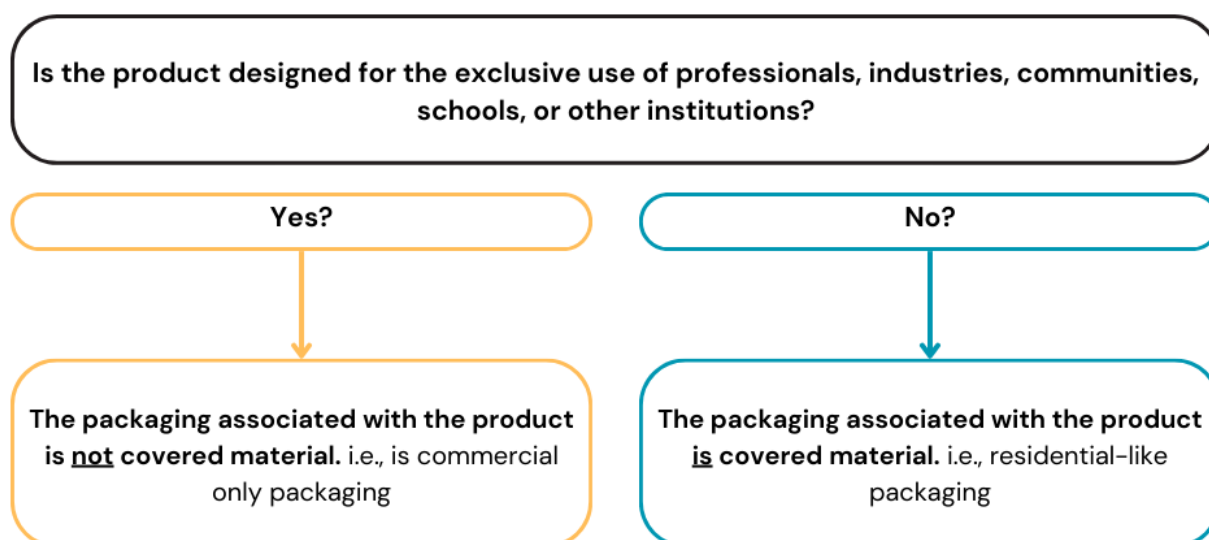 Is the product designed for the exclusive use of professionals, industries, communities,
schools, or other institutions?
Yes?
No?
The packaging associated with the product
is not covered material. i.e., is commercial
only packaging
The packaging associated with the product
is covered material. i.e., residential-like
packaging